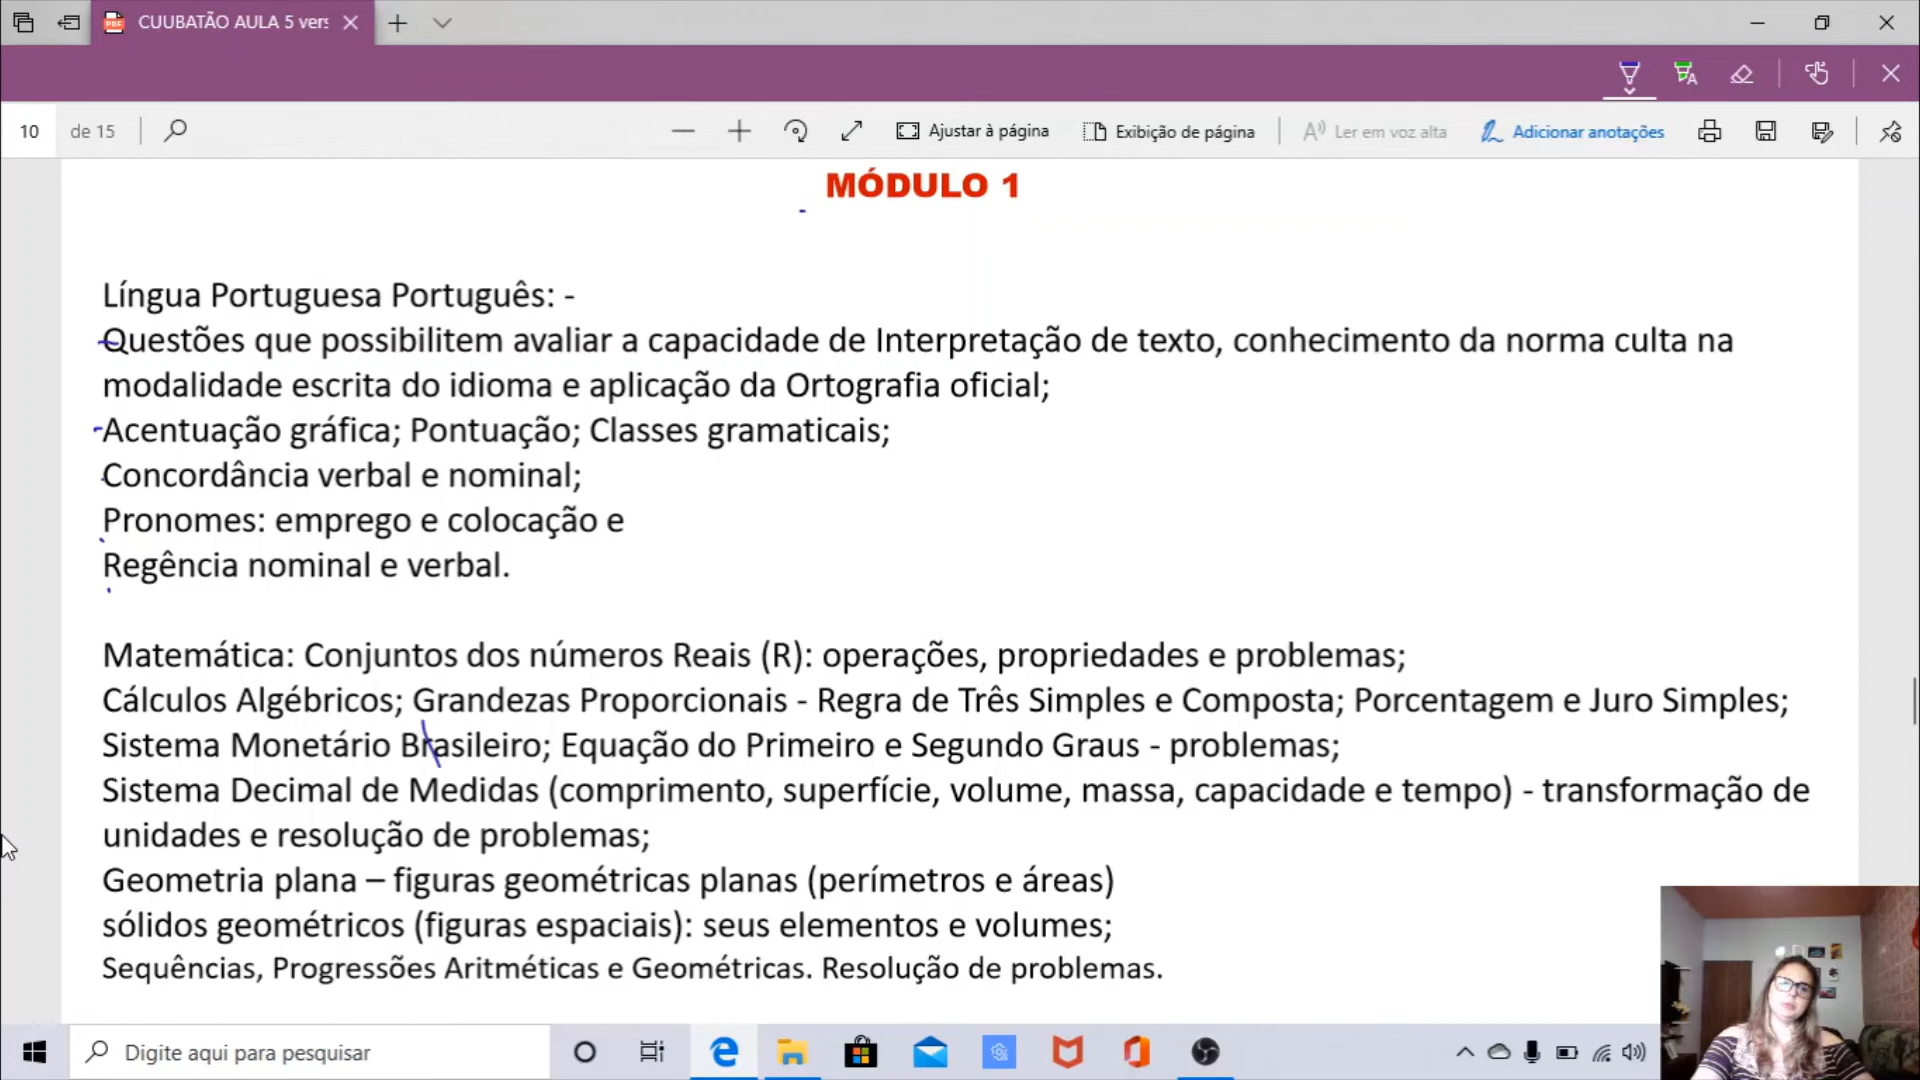 CUUBATÃO AULA 5 vers
10 de 15
Ajustar à página
Exibição de página
Ler em voz alta
Adicionar anotações
MÓDULO 1
Língua Portuguesa Português: -
Questões que possibilitem avaliar a capacidade de Interpretação de texto, conhecimento da norma culta na
modalidade escrita do idioma e aplicação da Ortografia oficial;
Acentuação gráfica; Pontuação; Classes gramaticais;
Concordância verbal e nominal;
Pronomes: emprego e colocação e
Regência nominal e verbal.
Matemática: Conjuntos dos números Reais (R): operações, propriedades e problemas;
Cálculos Algébricos; Grandezas Proporcionais - Regra de Três Simples e Composta; Porcentagem e Juro Simples;
Sistema Monetário Brasileiro; Equação do Primeiro e Segundo Graus - problemas;
Sistema Decimal de Medidas (comprimento, superfície, volume, massa, capacidade e tempo) - transformação de
unidades e resolução de problemas;
Geometria plana – figuras geométricas planas (perímetros e áreas)
sólidos geométricos (figuras espaciais): seus elementos e volumes;
Sequências, Progressões Aritméticas e Geométricas. Resolução de problemas.
Digite aqui para pesquisar